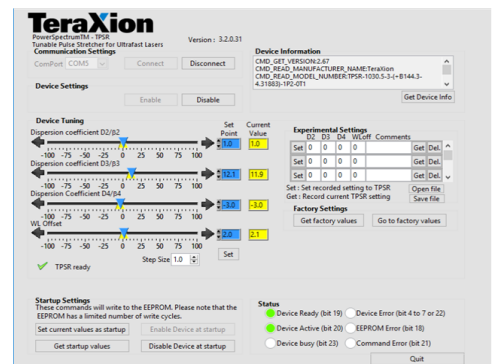 TeraXion
PowerSpectrumTM - TPSR
Tunable Pulse Stretcher for Ultrafast Lasers
Version : 3.2.0.31
Communication Settings
ComPort COM5 Connect Disconnect
Device Settings
Enable Disable
Device Information
CMD_GET_VERSION:2.67
CMD_READ_MANUFACTURER_NAME:TeraXion
CMD_READ_MODEL_NUMBER:TPSR-1030.5-3-(+B144.3-
4.31883)-1P2-0T1
Get Device Info
Device Tuning
Set Point Current Value
Dispersion coefficient D2/β2
1.0 1.0
-100 -75 -50 -25 0 25 50 75 100
Dispersion coefficient D3/β3
12.1 11.9
-100 -75 -50 -25 0 25 50 75 100
Dispersion Coefficient D4/β4
-3.0 -3.0
-100 -75 -50 -25 0 25 50 75 100
WL Offset
2.0 2.1
-100 -75 -50 -25 0 25 50 75 100
TPSR ready
Step Size 1.0 Set
Experimental Settings
D2 D3 D4 WLoff Comments
Set 0 0 0 0 Get Del.
Set 0 0 0 0 Get Del.
Set 0 0 0 0 Get Del.
Set : Set recorded setting to TPSR Open file
Get : Record current TPSR setting Save file
Factory Settings
Get factory values Go to factory values
Startup Settings
These commands will write to the EEPROM. Please note that the
EEPROM has a limited number of write cycles.
Set current values as startup Enable Device at startup
Get startup values Disable Device at startup
Status
Device Ready (bit 19) Device Error (bit 4 to 7 or 22)
Device Active (bit 20) EEPROM Error (bit 18)
Device busy (bit 23) Command Error (bit 21)
Quit